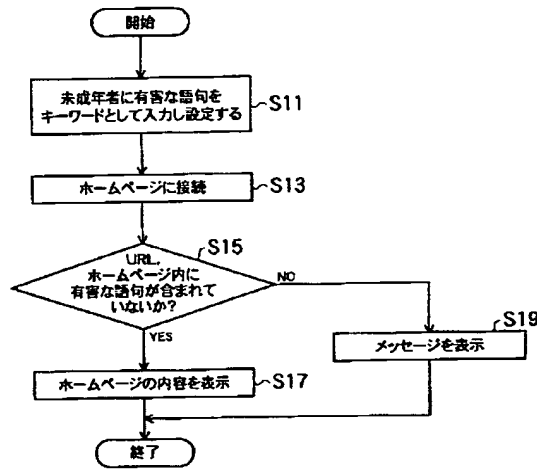 開始
未成年者に有害な語句を
キーワードとして入力し設定する
S11
ホームページに接続
S13
S15
URL,
ホームページ内に
有害な語句が含まれて
いないか?
NO
YES
S19
メッセージを表示
ホームページの内容を表示
S17
終了